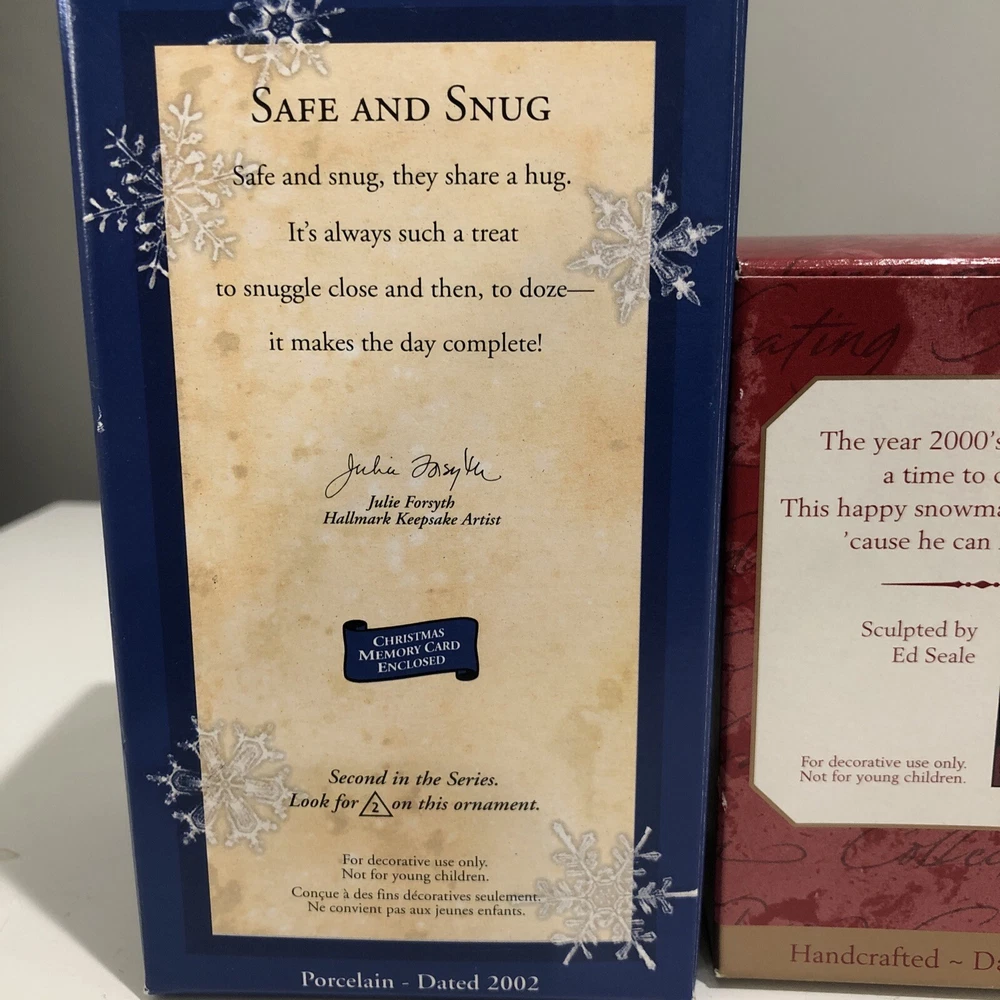 SAFE AND SNUG
Safe and snug, they share a hug.
It's always such a treat
to snuggle close and then, to doze—
it makes the day complete!
Julie Forsyth
Julie Forsyth
Hallmark Keepsake Artist
CHRISTMAS
MEMORY CARD
ENCLOSED
Second in the Series.
Look for 2 on this ornament.
For decorative use only.
Not for young children.
Conçue à des fins décoratives seulement.
Ne convient pas aux jeunes enfants.
Porcelain - Dated 2002
The year 2000's
a time to
This happy
'cause he can
Sculpted by
Ed Seale
For decorative use only.
Not for young children.
Handcrafted ~